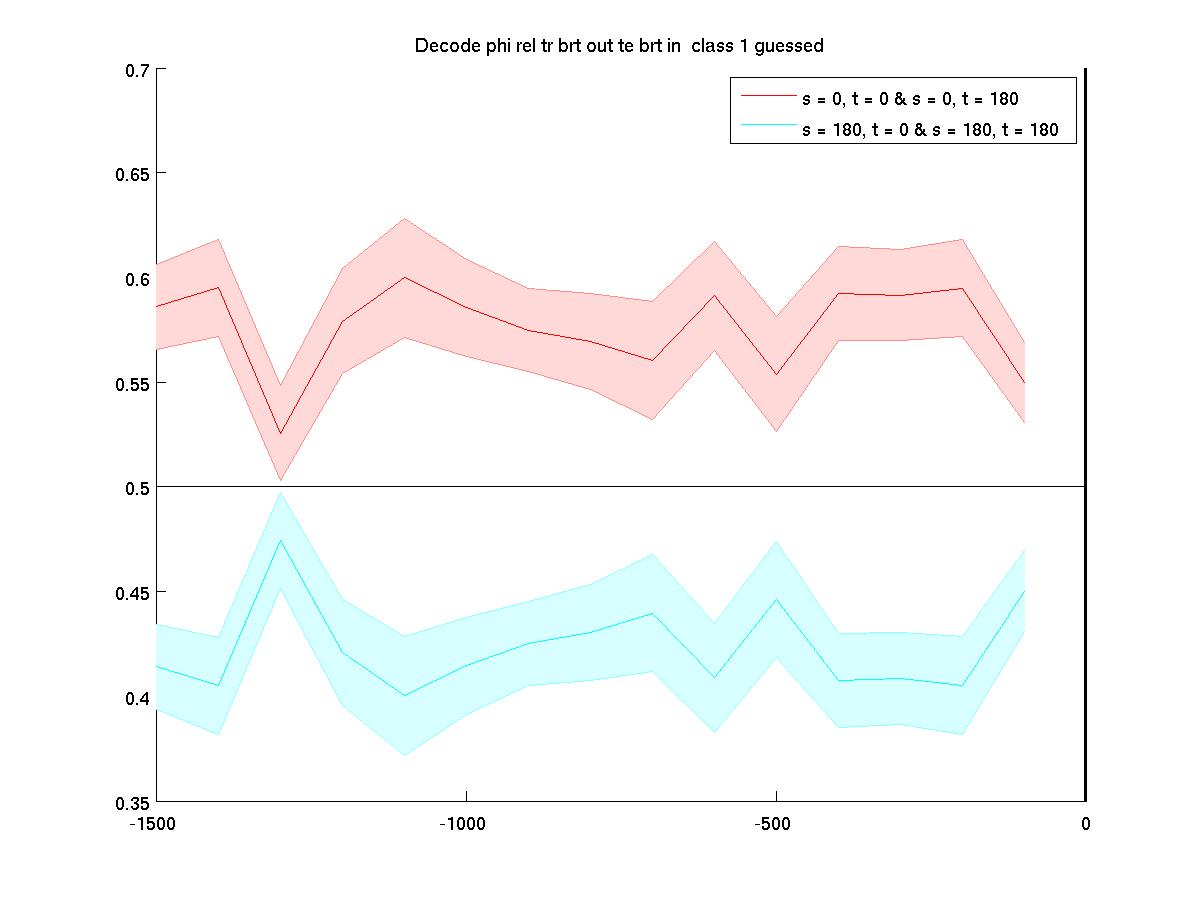 Decode phi rel tr brt out te brt in  class 1 guessed
0.7
s = 0, t = 0 & s = 0, t = 180
s = 180, t = 0 & s = 180, t = 180
0.65
0.6
0.55
0.5
0.45
0.4
0.35
-1500 -1000 -500 0